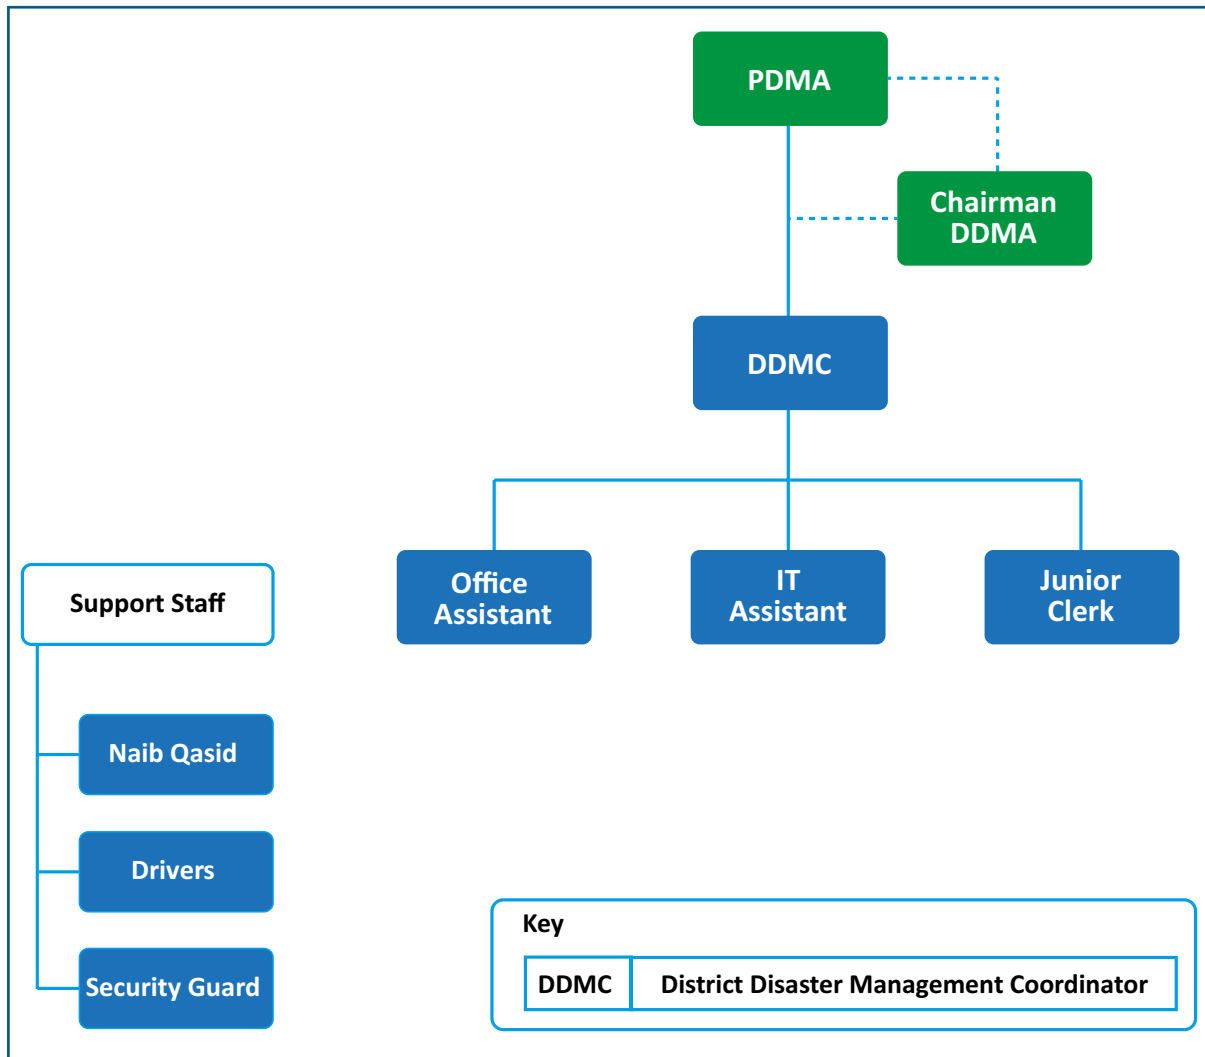 PDMA
Chairman
DDMA
DDMC
Office
Assistant
IT
Assistant
Junior
Clerk
Support Staff
Naib Qasid
Drivers
Security Guard
Key
DDMC District Disaster Management Coordinator